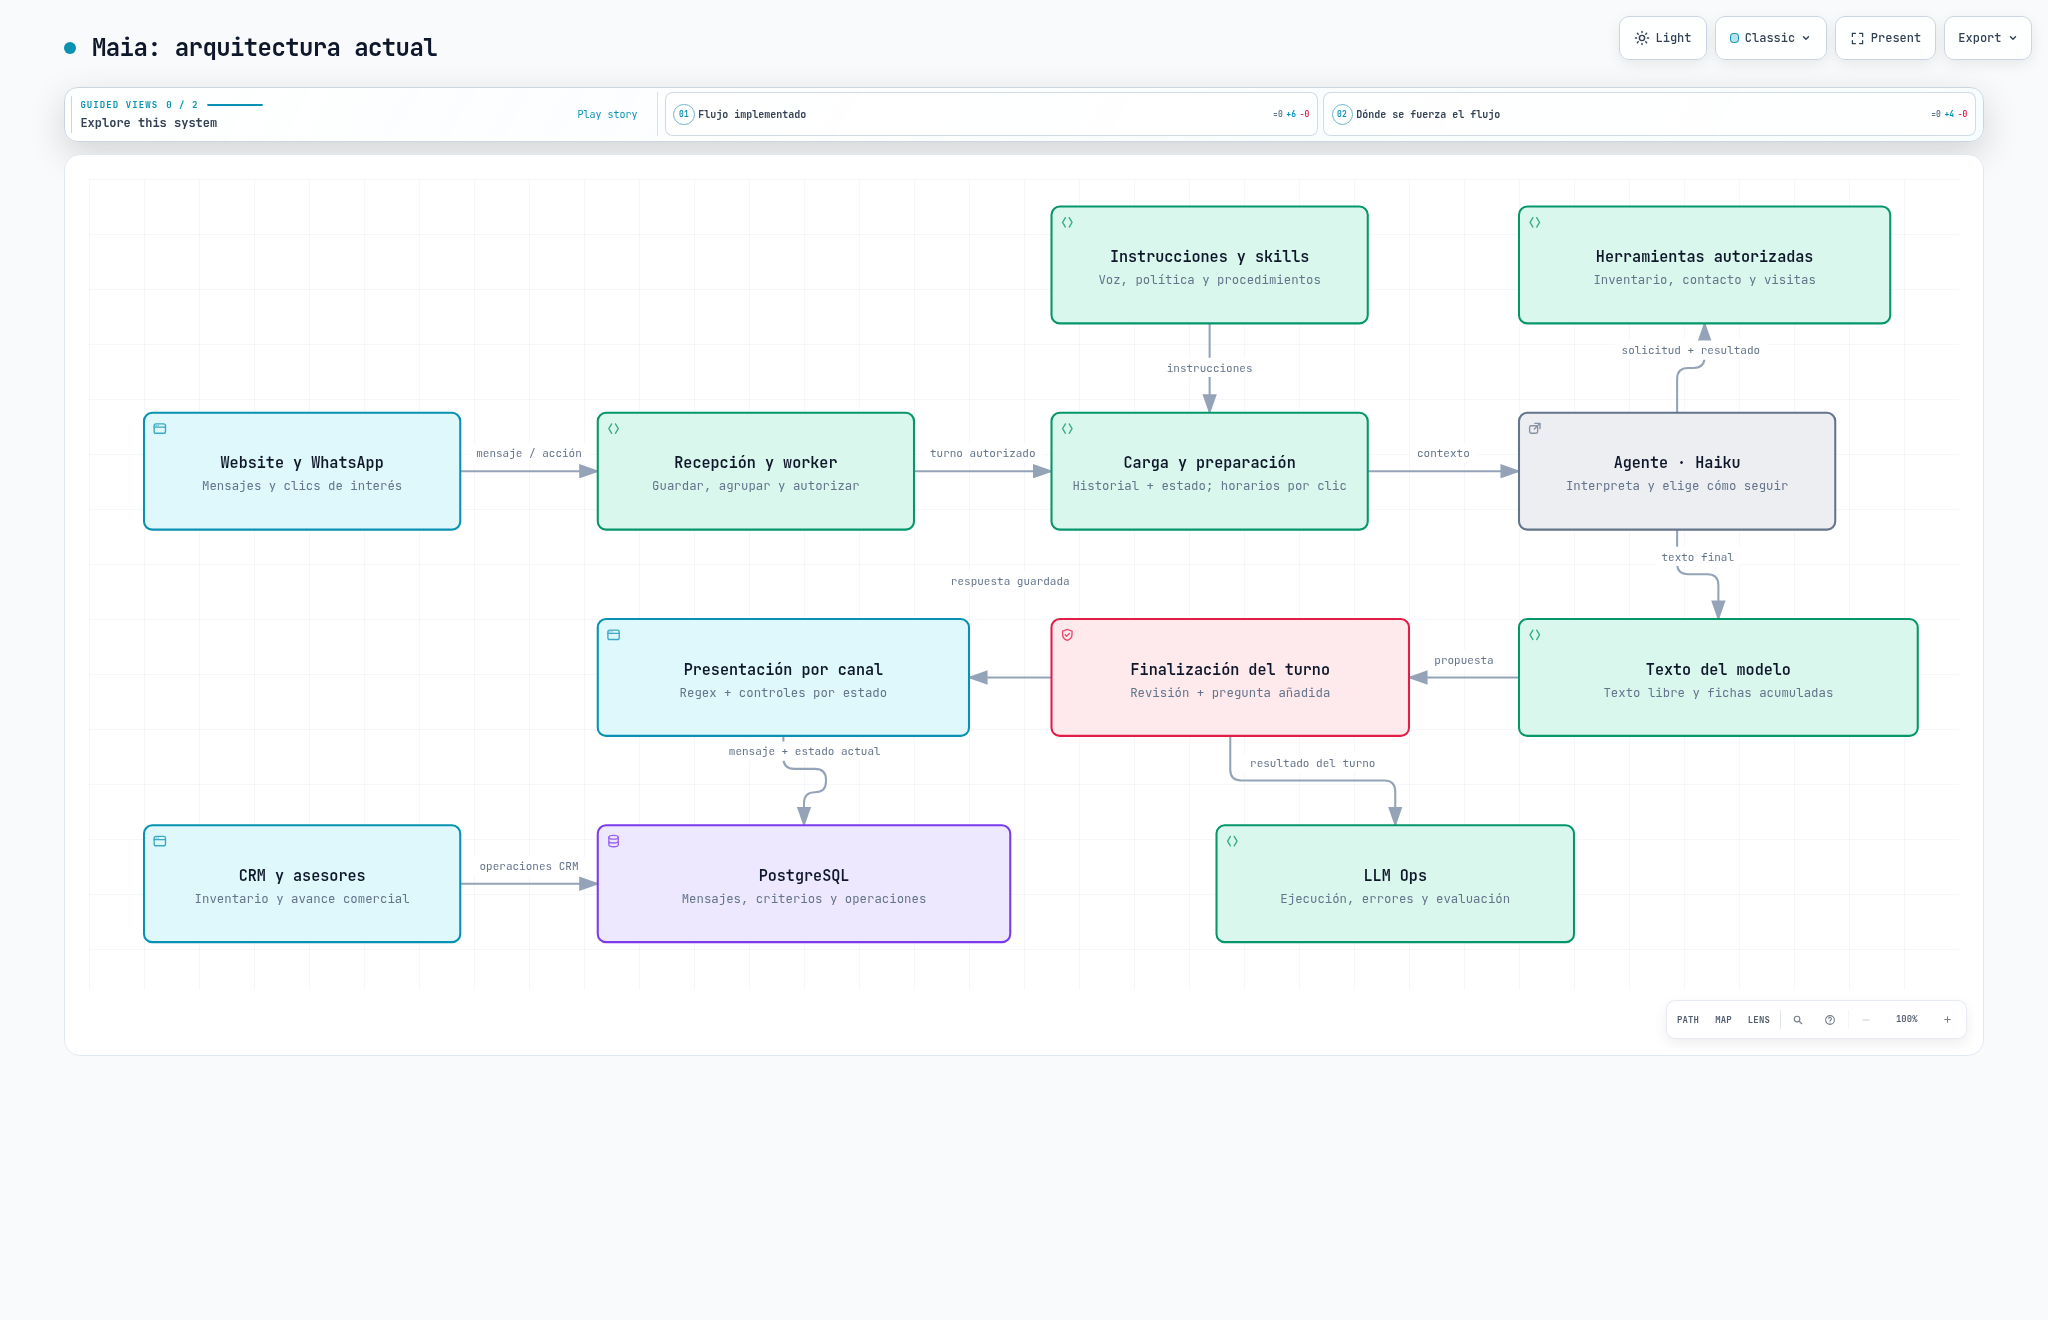 Maia: arquitectura actual
Light
Classic
Present
Export
GUIDED VIEWS 0 / 2
Explore this system
Play story
01 Flujo implementado
=0 +6 -0
02 Dónde se fuerza el flujo
=0 +4 -0
Instrucciones y skills
Voz, política y procedimientos
Herramientas autorizadas
Inventario, contacto y visitas
instrucciones
solicitud + resultado
Website y WhatsApp
Mensajes y clics de interés
mensaje / acción
Recepción y worker
Guardar, agrupar y autorizar
turno autorizado
Carga y preparación
Historial + estado; horarios por clic
contexto
Agente · Haiku
Interpreta y elige cómo seguir
texto final
respuesta guardada
Presentación por canal
Regex + controles por estado
Finalización del turno
Revisión + pregunta añadida
propuesta
Texto del modelo
Texto libre y fichas acumuladas
mensaje + estado actual
resultado del turno
CRM y asesores
Inventario y avance comercial
operaciones CRM
PostgreSQL
Mensajes, criterios y operaciones
LLM Ops
Ejecución, errores y evaluación
PATH
MAP
LENS
100%